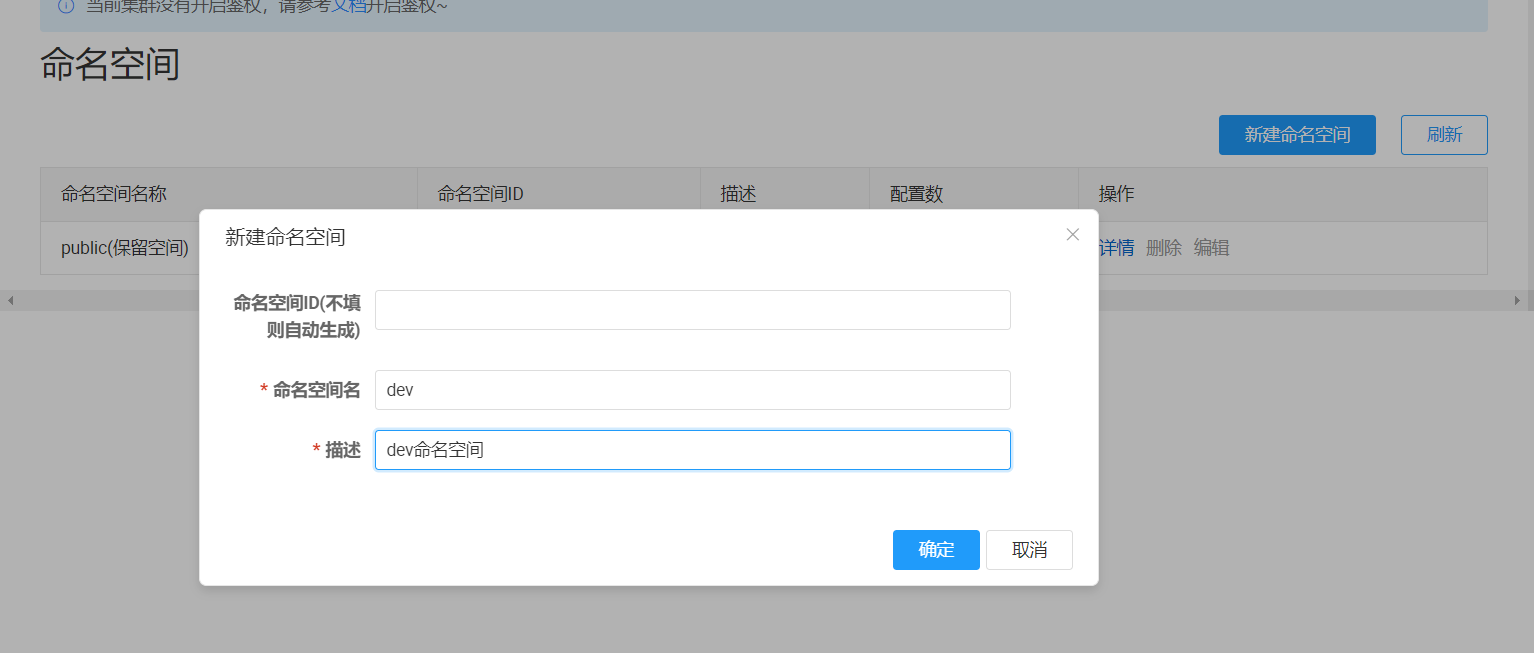 当前集群没有开启鉴权，请参考文档开启鉴权~
命名空间
新建命名空间 刷新
命名空间名称 命名空间ID 描述 配置数 操作
public(保留空间) 详情 删除 编辑
新建命名空间
命名空间ID(不填
则自动生成)
* 命名空间名 dev
* 描述 dev命名空间
确定 取消